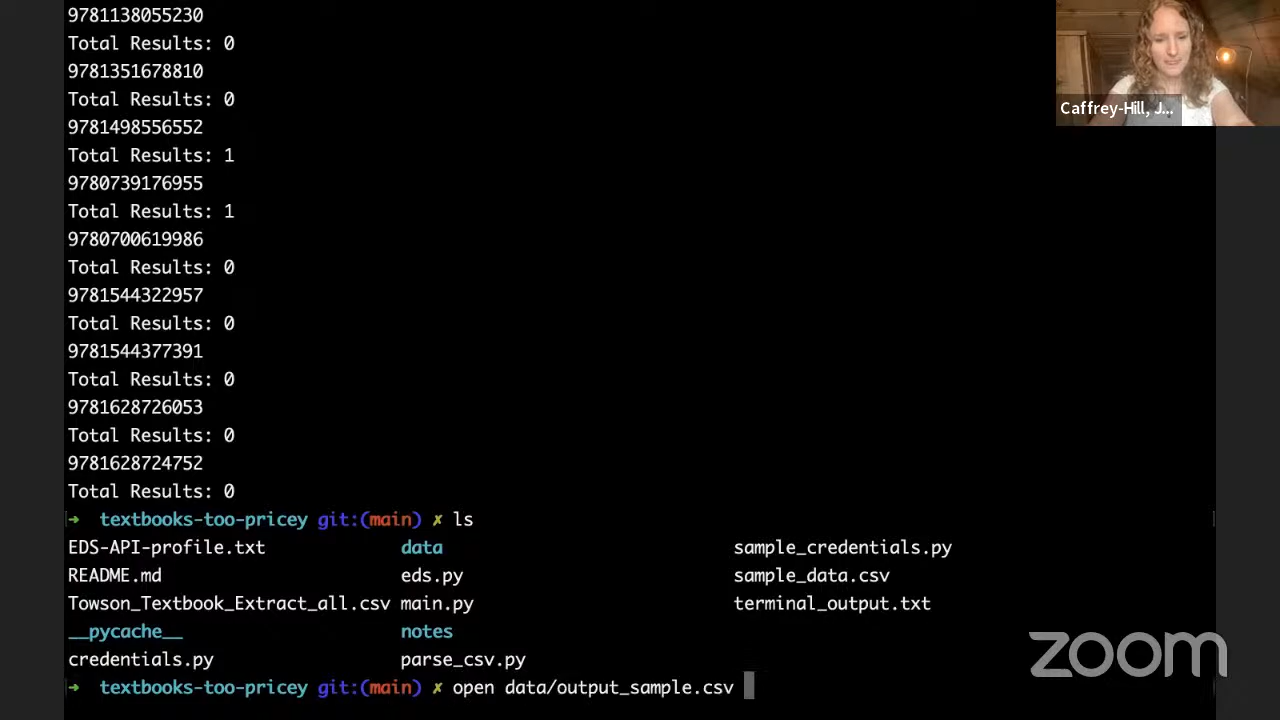 9781138055230
Total Results: 0
9781351678810
Total Results: 0
9781498556552
Total Results: 1
9780739176955
Total Results: 1
9780700619986
Total Results: 0
9781544322957
Total Results: 0
9781544377391
Total Results: 0
9781628726053
Total Results: 0
9781628724752
Total Results: 0
➜ textbooks-too-pricey git:(main) ✗ ls
EDS-API-profile.txt data sample_credentials.py
README.md eds.py sample_data.csv
Towson_Textbook_Extract_all.csv main.py terminal_output.txt
__pycache__ notes
credentials.py parse_csv.py
➜ textbooks-too-pricey git:(main) ✗ open data/output_sample.csv
Caffrey-Hill, J...
zoom